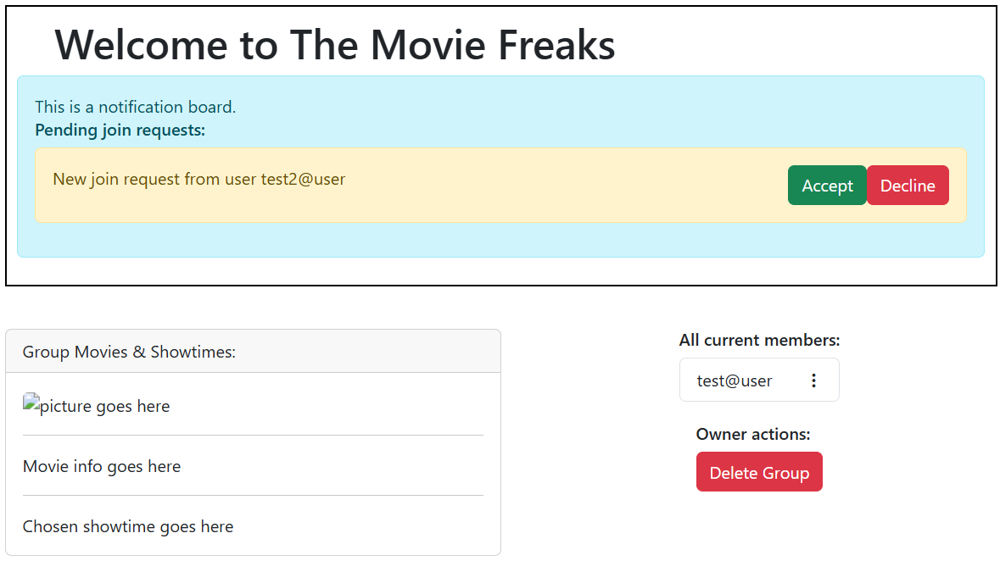 Welcome to The Movie Freaks
This is a notification board.
Pending join requests:
New join request from user test2@user
Accept
Decline
Group Movies & Showtimes:
picture goes here
Movie info goes here
Chosen showtime goes here
All current members:
test@user
Owner actions:
Delete Group